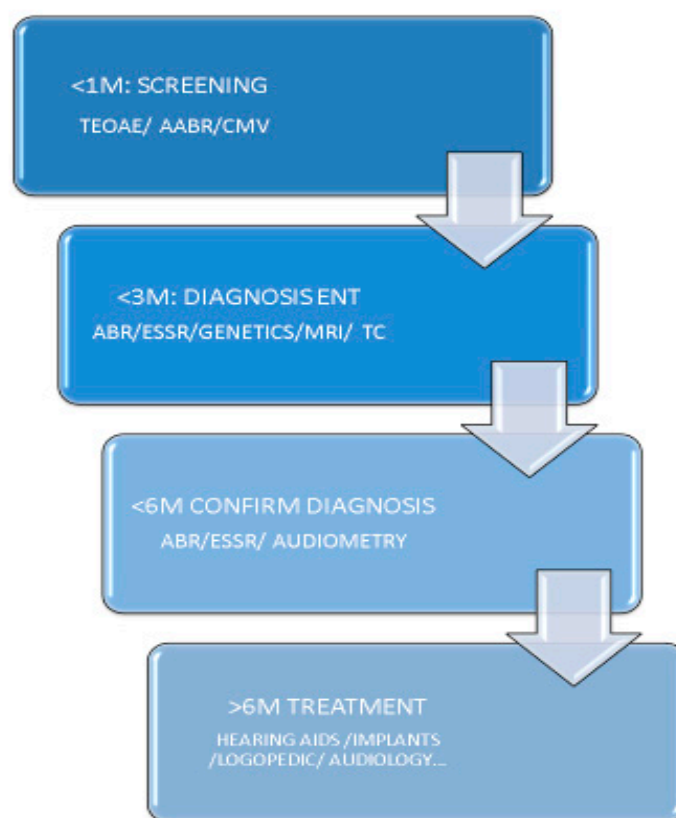 <1M: SCREENING
TEOAE/ AABR/CMV
<3M: DIAGNOSIS ENT
ABR/ESSR/GENETICS/MRI/ TC
<6M CONFIRM DIAGNOSIS
ABR/ESSR/ AUDIOMETRY
>6M TREATMENT
HEARING AIDS /IMPLANTS
/LOGOPEDIC/ AUDIOLOGY...